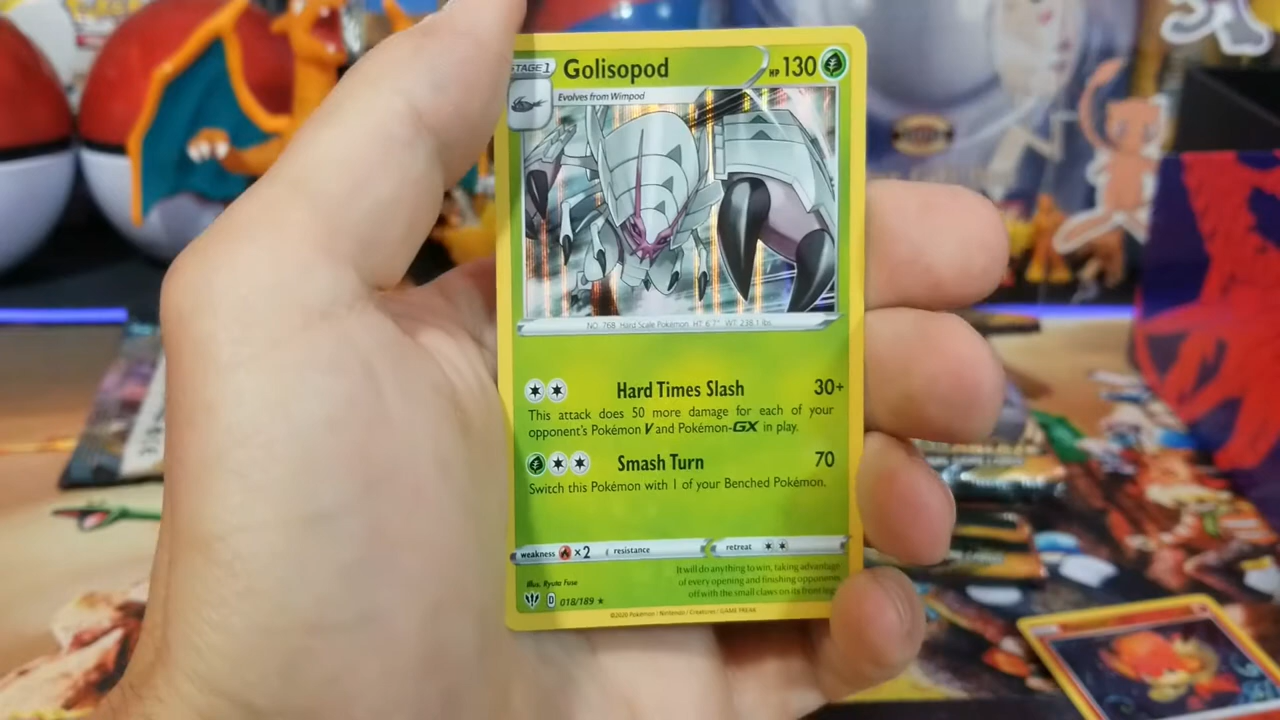 STAGE 1
Golisopod
HP 130
Evolves from Wimpod
NO. 768 Hard Scale Pokémon HT: 6'7" WT: 238.1 lbs
Hard Times Slash 30+
This attack does 50 more damage for each of your
opponent's Pokémon V and Pokémon-GX in play.
Smash Turn 70
Switch this Pokémon with 1 of your Benched Pokémon.
weakness ×2 resistance retreat
It will do anything to win, taking advantage
of every opening and finishing opponents
off with the small claws on its front legs.
Illus. Ryuta Fuse
D 018/189 ★
©2020 Pokémon / Nintendo / Creatures / GAME FREAK